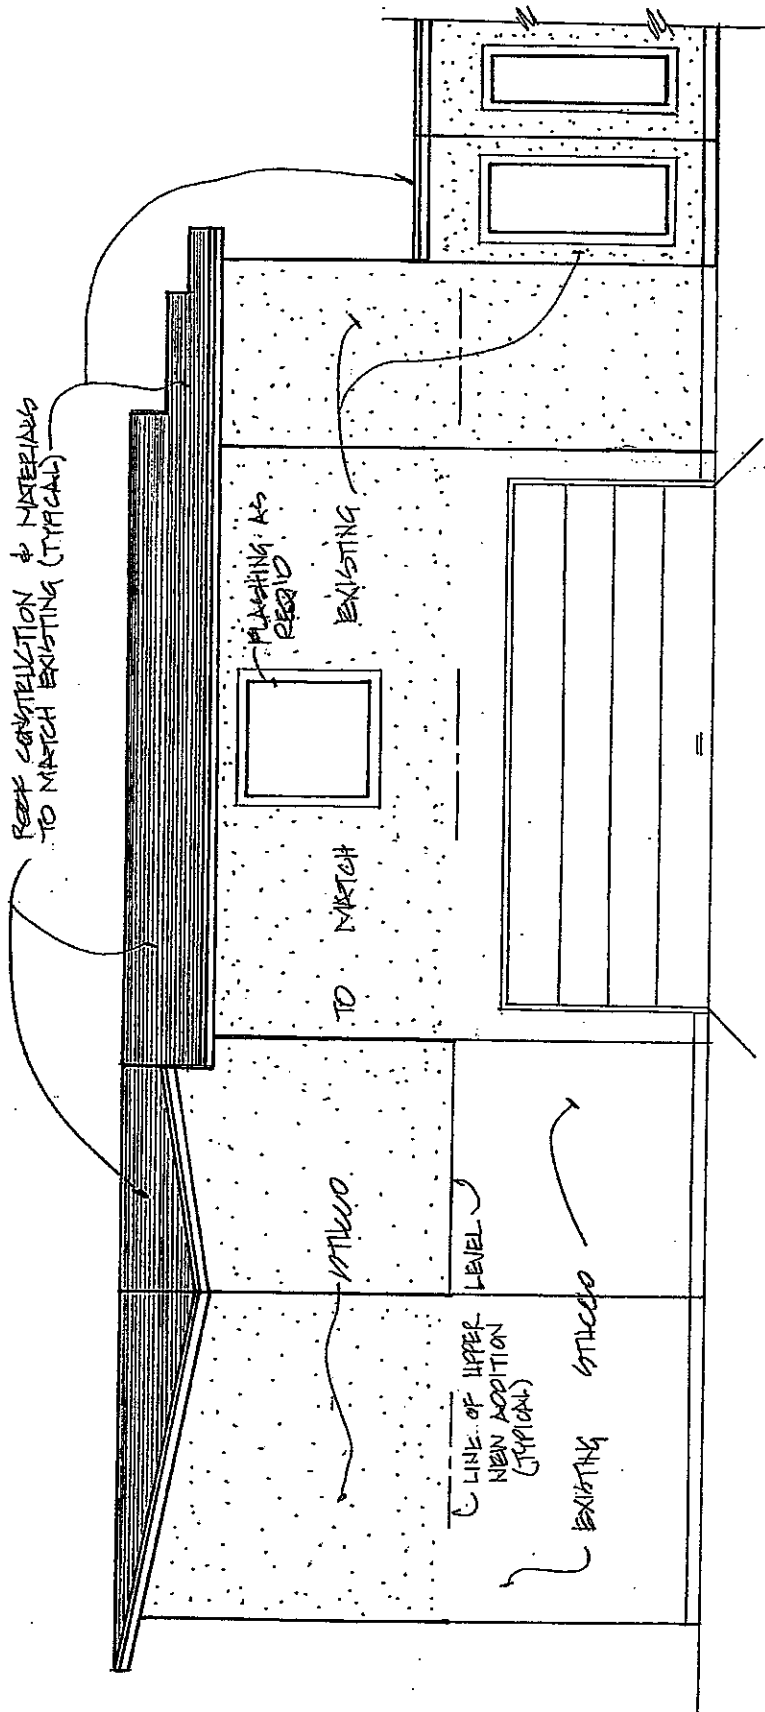 ROOF CONSTRUCTION & MATERIALS
TO MATCH EXISTING (TYPICAL)
FLASHING AS
REQ'D
STUCCO TO MATCH EXISTING
LINE OF UPPER LEVEL
NEW ADDITION
(TYPICAL)
EXISTING STUCCO